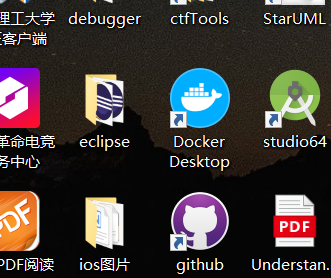 理工大学
客户端
debugger
ctfTools
StarUML
革命电竞
务中心
eclipse
Docker
Desktop
studio64
PDF
PDF阅读
ios图片
github
PDF
Understan...